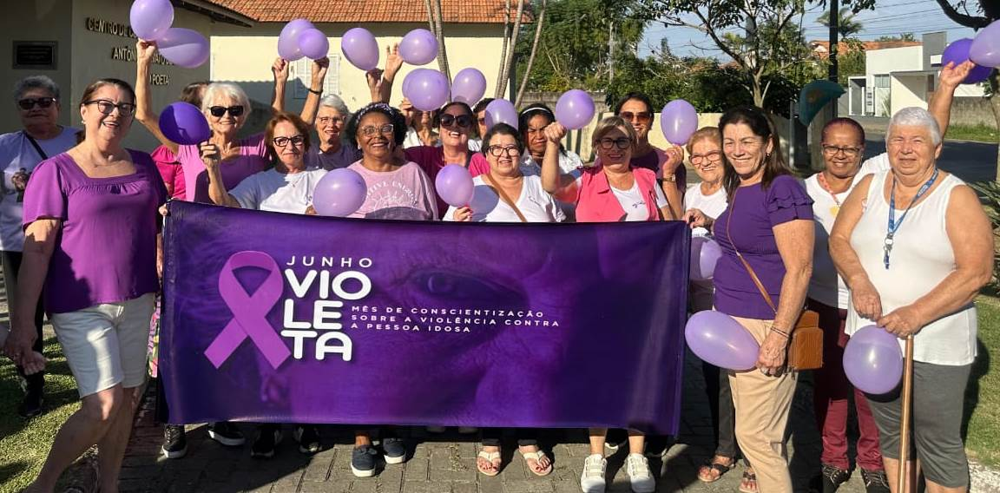 CENTRO DE
ANTÔNIO
POETA
JUNHO
VIO
LE
TA
MÊS DE CONSCIENTIZAÇÃO
SOBRE A VIOLÊNCIA CONTRA
A PESSOA IDOSA